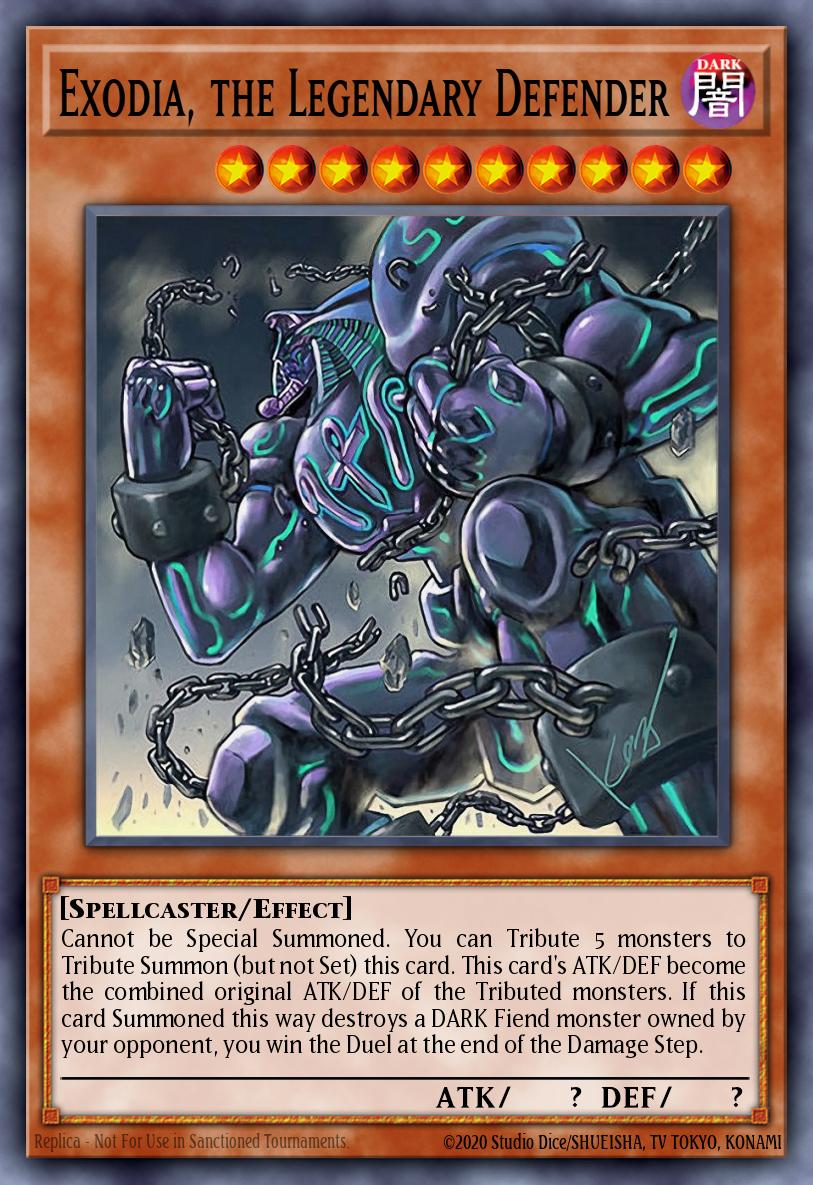 Exodia, the Legendary Defender
DARK
闇
[Spellcaster/Effect]
Cannot be Special Summoned. You can Tribute 5 monsters to
Tribute Summon (but not Set) this card. This card's ATK/DEF become
the combined original ATK/DEF of the Tributed monsters. If this
card Summoned this way destroys a DARK Fiend monster owned by
your opponent, you win the Duel at the end of the Damage Step.
ATK/ ? DEF/ ?
Replica - Not For Use in Sanctioned Tournaments.
©2020 Studio Dice/SHUEISHA, TV TOKYO, KONAMI